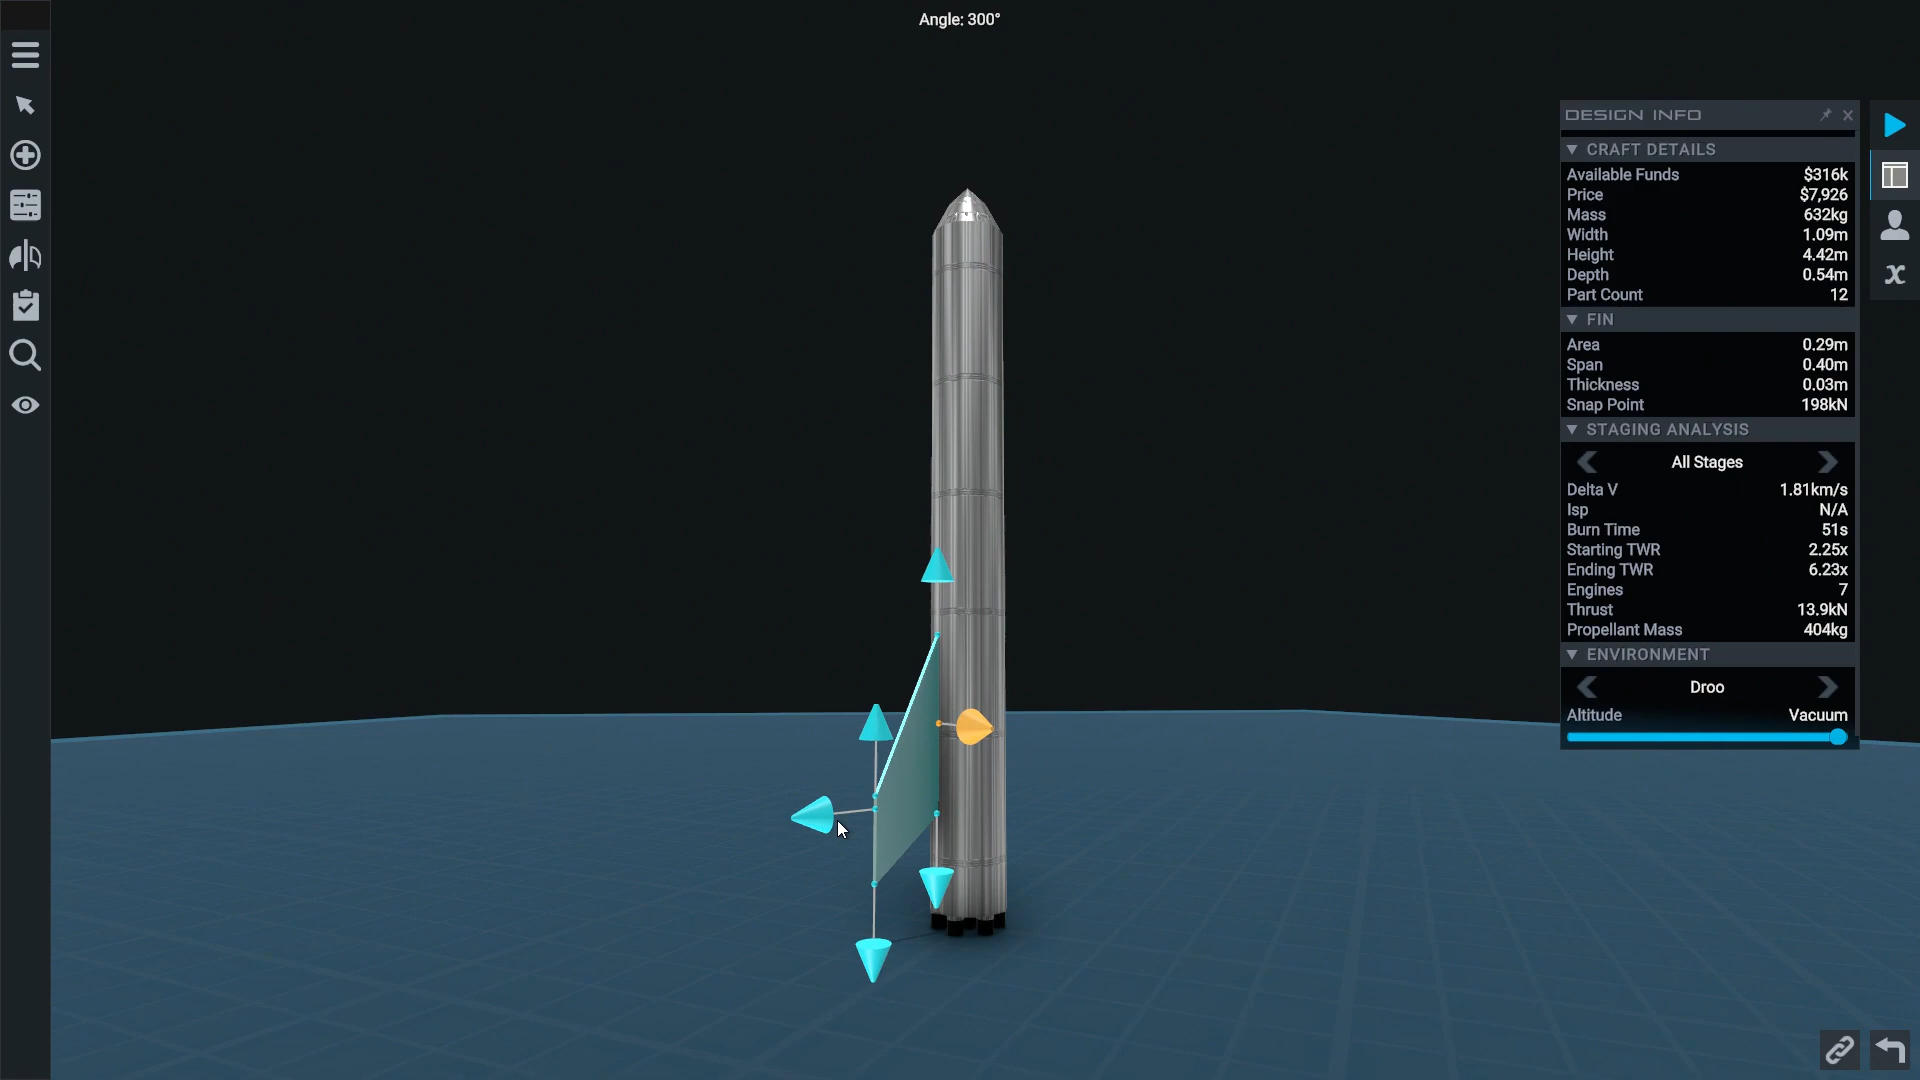 Angle: 300°
DESIGN INFO
CRAFT DETAILS
Available Funds $316k
Price $7,926
Mass 632kg
Width 1.09m
Height 4.42m
Depth 0.54m
Part Count 12
FIN
Area 0.29m
Span 0.40m
Thickness 0.03m
Snap Point 198kN
STAGING ANALYSIS
All Stages
Delta V 1.81km/s
Isp N/A
Burn Time 51s
Starting TWR 2.25x
Ending TWR 6.23x
Engines 7
Thrust 13.9kN
Propellant Mass 404kg
ENVIRONMENT
Droo
Altitude Vacuum